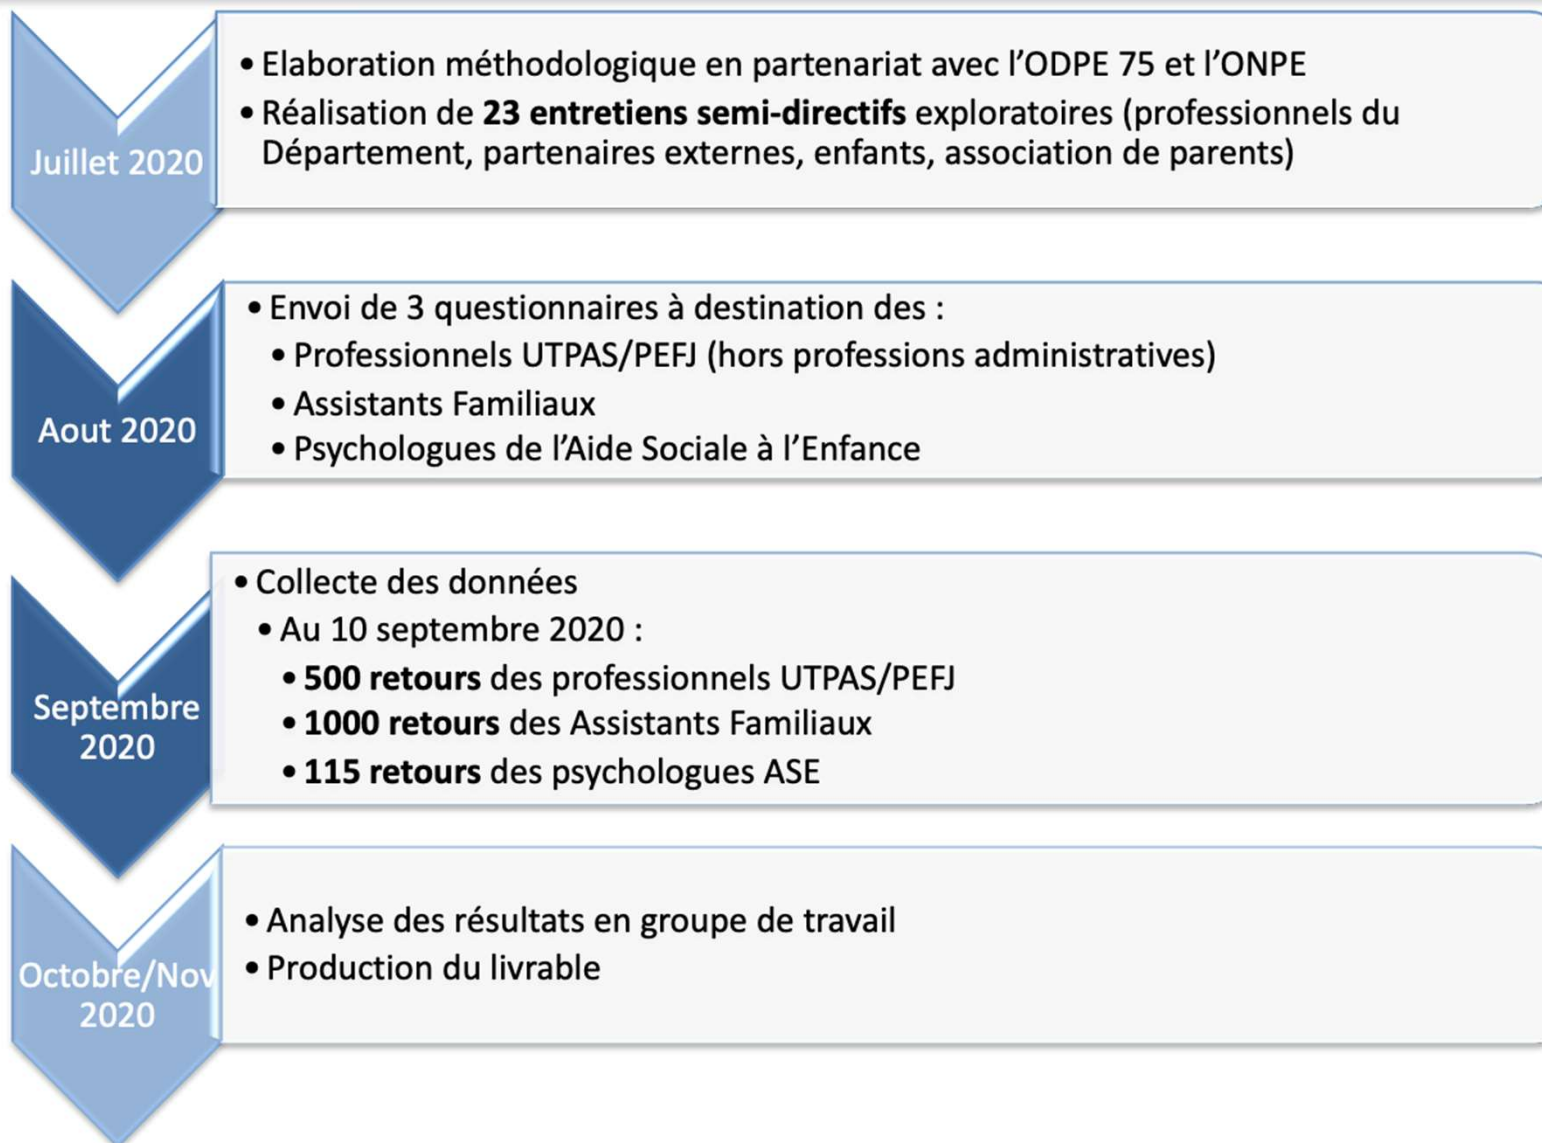 Juillet 2020
• Elaboration méthodologique en partenariat avec l’ODPE 75 et l’ONPE
• Réalisation de 23 entretiens semi-directifs exploratoires (professionnels du
Département, partenaires externes, enfants, association de parents)
Aout 2020
• Envoi de 3 questionnaires à destination des :
• Professionnels UTPAS/PEFJ (hors professions administratives)
• Assistants Familiaux
• Psychologues de l’Aide Sociale à l’Enfance
Septembre
2020
• Collecte des données
• Au 10 septembre 2020 :
• 500 retours des professionnels UTPAS/PEFJ
• 1000 retours des Assistants Familiaux
• 115 retours des psychologues ASE
Octobre/Nov
2020
• Analyse des résultats en groupe de travail
• Production du livrable